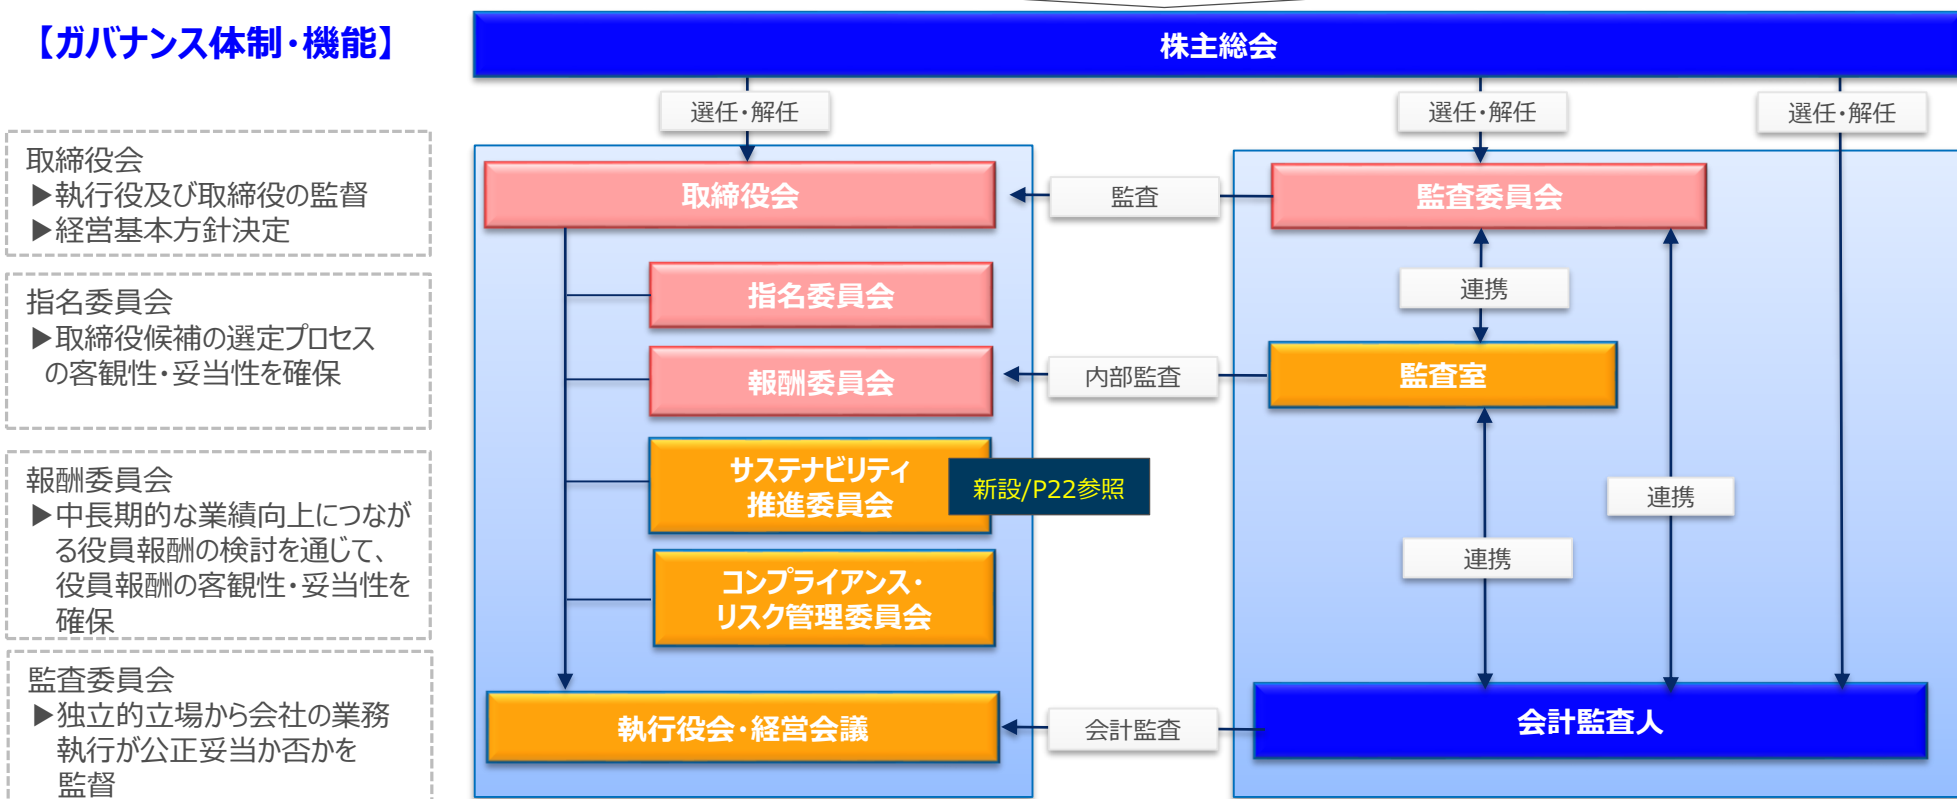 【ガバナンス体制・機能】
株主総会
選任・解任
選任・解任
選任・解任
取締役会
▶執行役及び取締役の監督
▶経営基本方針決定
指名委員会
▶取締役候補の選定プロセス
の客観性・妥当性を確保
報酬委員会
▶中長期的な業績向上につなが
る役員報酬の検討を通じて、
役員報酬の客観性・妥当性を
確保
監査委員会
▶独立的立場から会社の業務
執行が公正妥当か否かを
監督
取締役会
監査
監査委員会
指名委員会
連携
報酬委員会
内部監査
監査室
サステナビリティ
推進委員会
新設/P22参照
連携
連携
コンプライアンス・
リスク管理委員会
執行役会・経営会議
会計監査
会計監査人